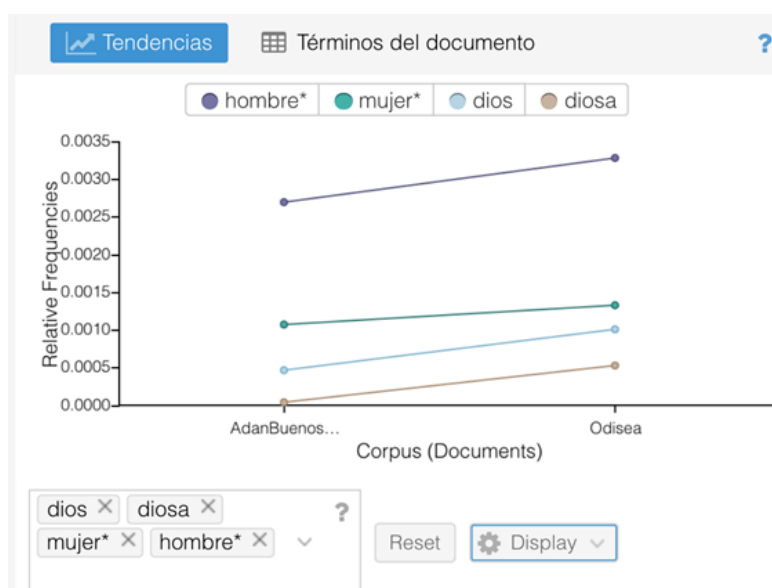 Tendencias Términos del documento ?
hombre* mujer* dios diosa
0.0035
0.0030
0.0025
0.0020
0.0015
0.0010
0.0005
0.0000
Relative Frequencies
AdanBuenos... Odisea
Corpus (Documents)
dios × diosa × ?
mujer* × hombre* × Reset Display